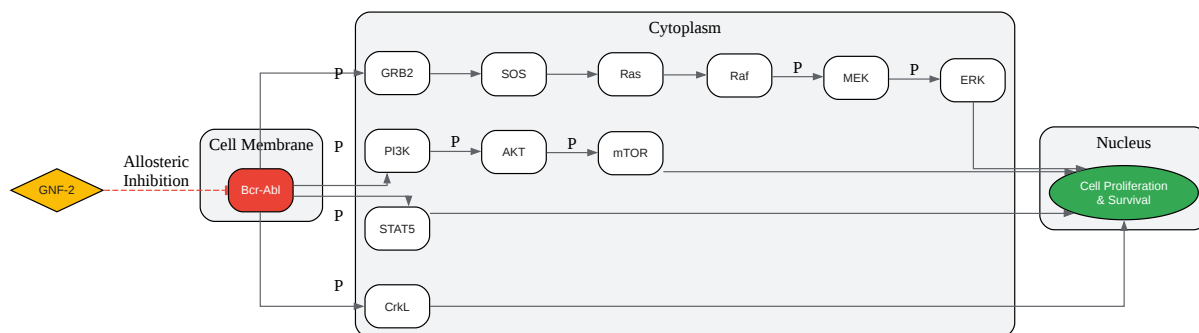 Cytoplasm
P
GRB2
SOS
Ras
Raf
P
MEK
P
ERK
Cell Membrane
P
PI3K
P
AKT
P
mTOR
Nucleus
Allosteric
Inhibition
GNF-2
Bcr-Abl
Cell Proliferation
& Survival
P
STAT5
P
CrkL